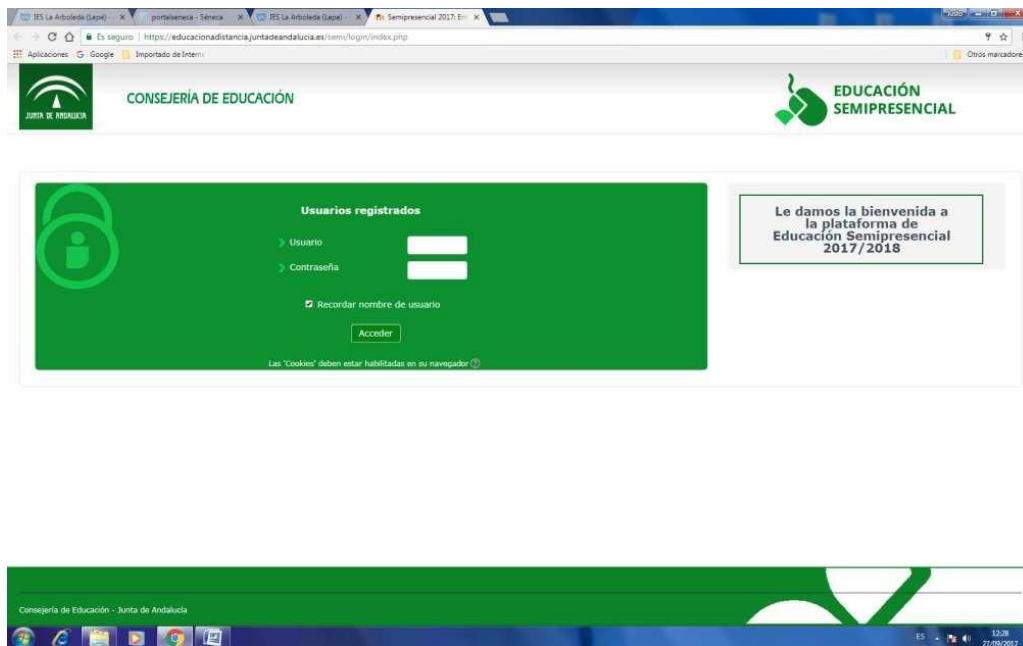 IES La Arboleda (Lepe) -
portalseneca - Séneca
IES La Arboleda (Lepe) -
Semipresencial 2017: En
Es seguro | https://educacionadistancia.juntadeandalucia.es/semi/login/index.php
Aplicaciones
Google
Importado de Intern
Otros marcadores
JUNTA DE ANDALUCIA
CONSEJERÍA DE EDUCACIÓN
EDUCACIÓN
SEMIPRESENCIAL
Usuarios registrados
Usuario
Contraseña
Recordar nombre de usuario
Acceder
Las 'Cookies' deben estar habilitadas en su navegador
Le damos la bienvenida a
la plataforma de
Educación Semipresencial
2017/2018
Consejería de Educación - Junta de Andalucía
ES
12:28
27/09/2017